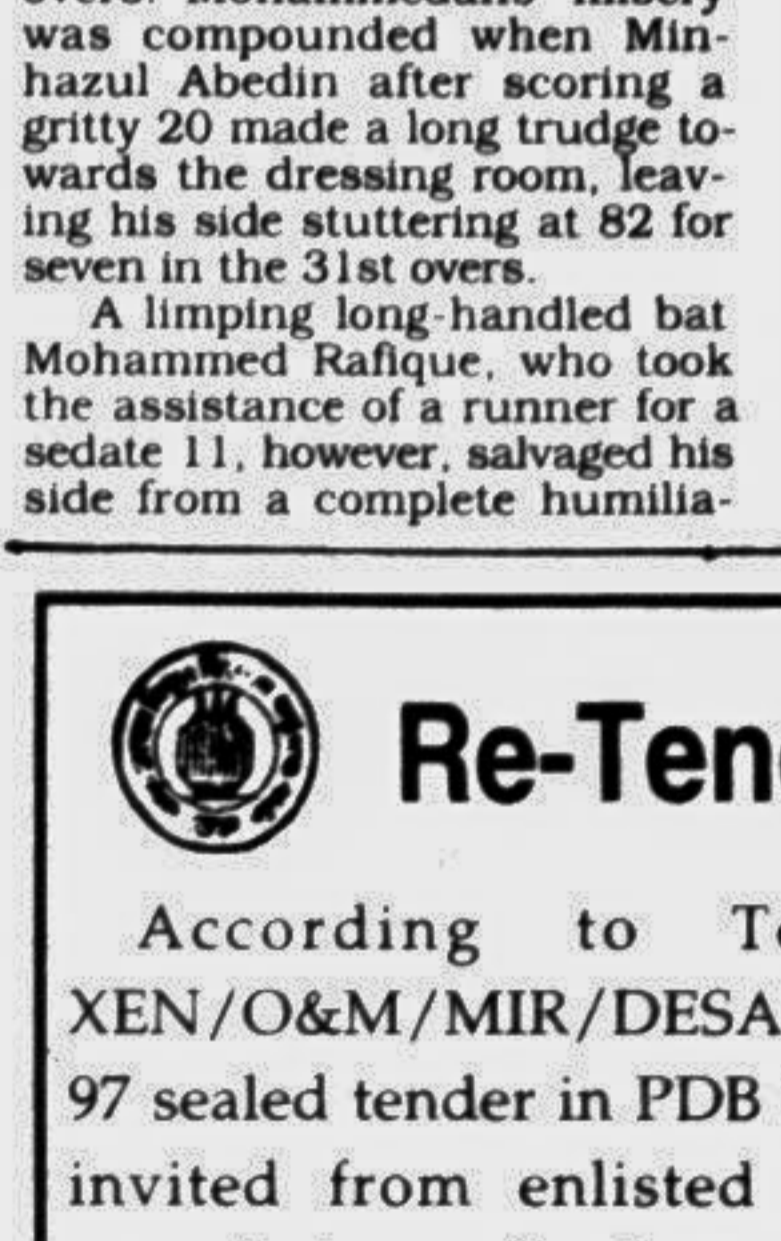 was compounded when Min-
hazul Abedin after scoring a
gritty 20 made a long trudge to-
wards the dressing room, leav-
ing his side stuttering at 82 for
seven in the 31st overs.
A limping long-handled bat
Mohammed Rafique, who took
the assistance of a runner for a
sedate 11, however, salvaged his
side from a complete humilia-
Re-Ten
According to T
XEN/O&M/MIR/DESA
97 sealed tender in PDB
invited from enlisted